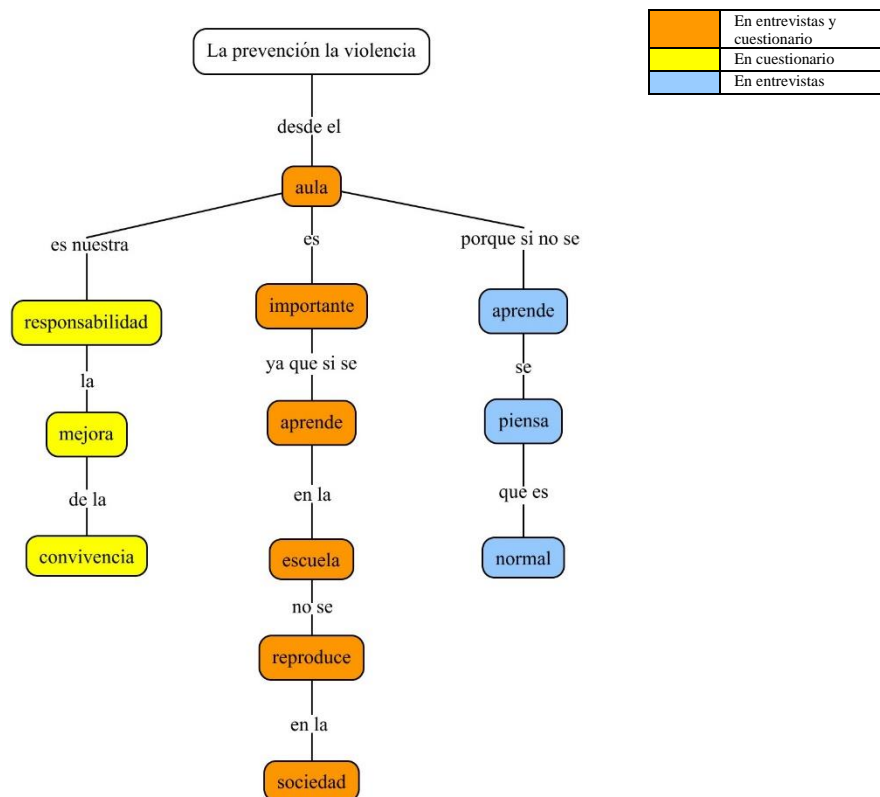 La prevención la violencia
En entrevistas y
cuestionario
En cuestionario
En entrevistas
desde el
aula
es nuestra
es
porque si no se
responsabilidad
importante
aprende
la
ya que si se
se
mejora
aprende
piensa
de la
en la
que es
convivencia
escuela
normal
no se
reproduce
en la
sociedad